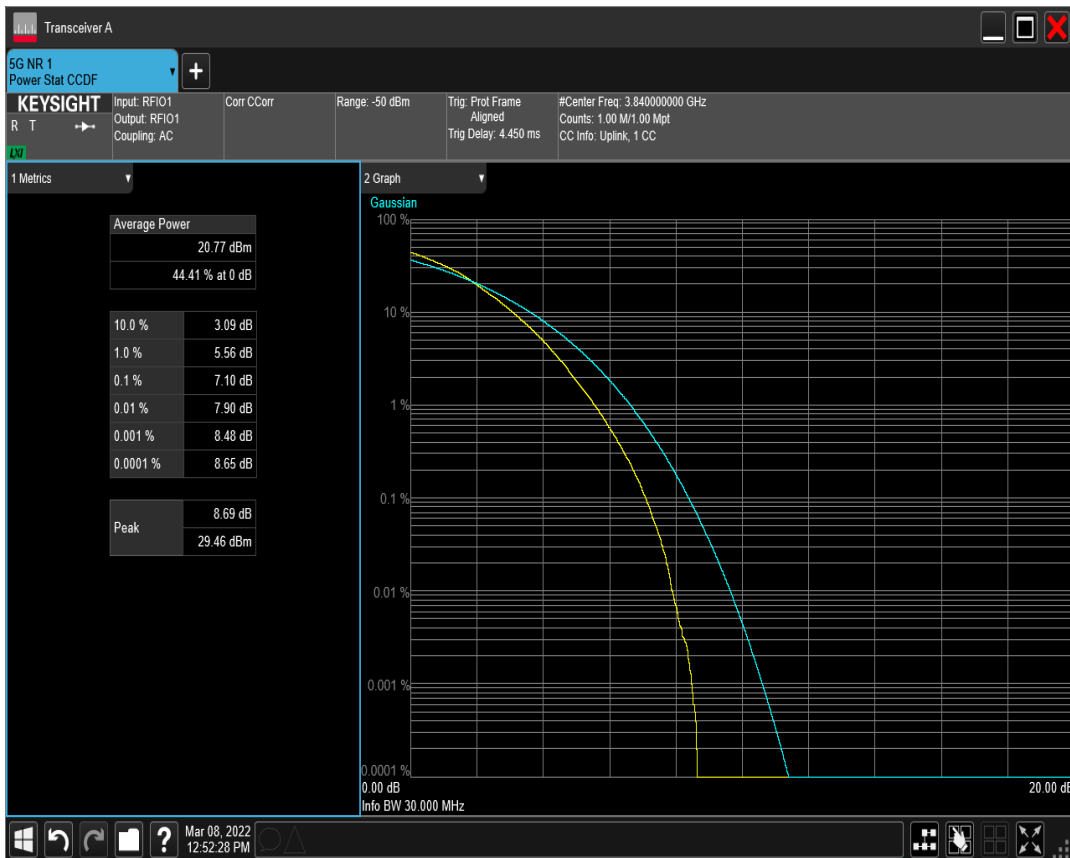 Transceiver A
5G NR 1
Power Stat CCDF
KEYSIGHT
R T
LXI
Input: RFIO1
Output: RFIO1
Coupling: AC
Corr CCorr
Range: -50 dBm
Trig: Prot Frame
Aligned
Trig Delay: 4.450 ms
#Center Freq: 3.840000000 GHz
Counts: 1.00 M/1.00 Mpt
CC Info: Uplink, 1 CC
1 Metrics
Average Power
20.77 dBm
44.41 % at 0 dB
10.0 % 3.09 dB
1.0 % 5.56 dB
0.1 % 7.10 dB
0.01 % 7.90 dB
0.001 % 8.48 dB
0.0001 % 8.65 dB
Peak
8.69 dB
29.46 dBm
2 Graph
Gaussian
100 %
10 %
1 %
0.1 %
0.01 %
0.001 %
0.0001 %
0.00 dB
20.00 dB
Info BW 30.000 MHz
?
Mar 08, 2022
12:52:28 PM